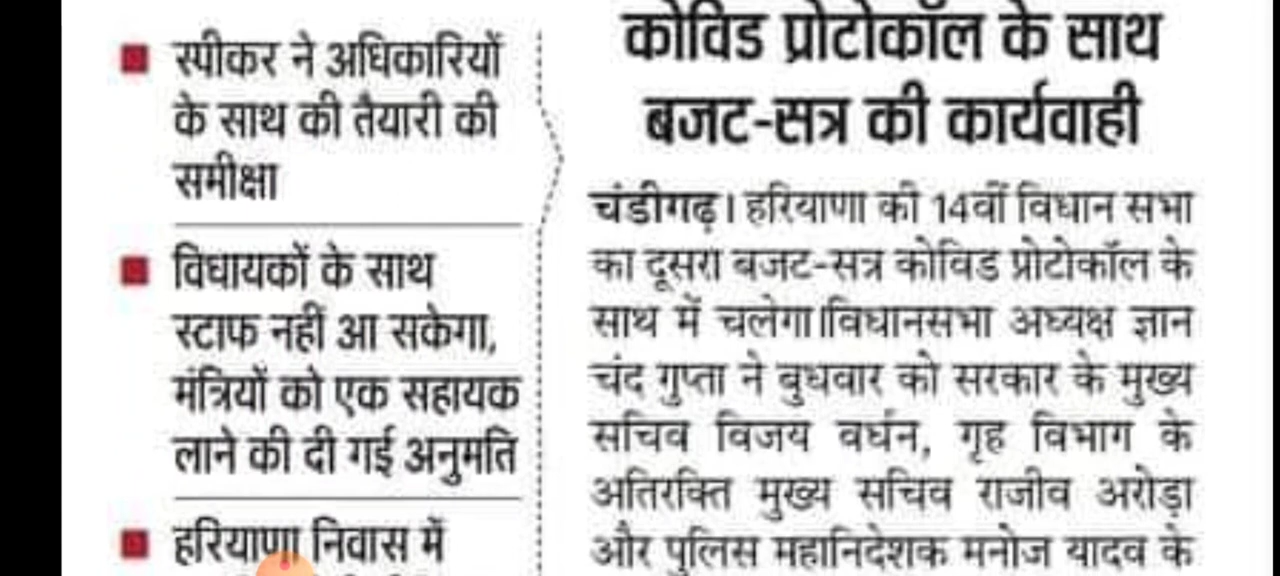 स्पीकर ने अधिकारियों
के साथ की तैयारी की
समीक्षा
विधायकों के साथ
स्टाफ नहीं आ सकेगा,
मंत्रियों को एक सहायक
लाने की दी गई अनुमति
हरियाणा निवास में
कोविड प्रोटोकॉल के साथ
बजट-सत्र की कार्यवाही
चंडीगढ़। हरियाणा की 14वीं विधान सभा
का दूसरा बजट-सत्र कोविड प्रोटोकॉल के
साथ में चलेगा।विधानसभा अध्यक्ष ज्ञान
चंद गुप्ता ने बुधवार को सरकार के मुख्य
सचिव विजय वर्धन, गृह विभाग के
अतिरक्ति मुख्य सचिव राजीव अरोड़ा
और पुलिस महानिदेशक मनोज यादव के